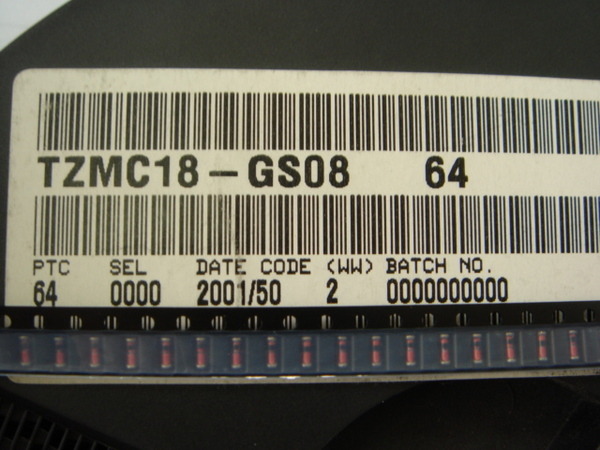 TZMC18-GS08 64
PTC SEL DATE CODE (WW) BATCH NO.
64 0000 2001/50 2 0000000000